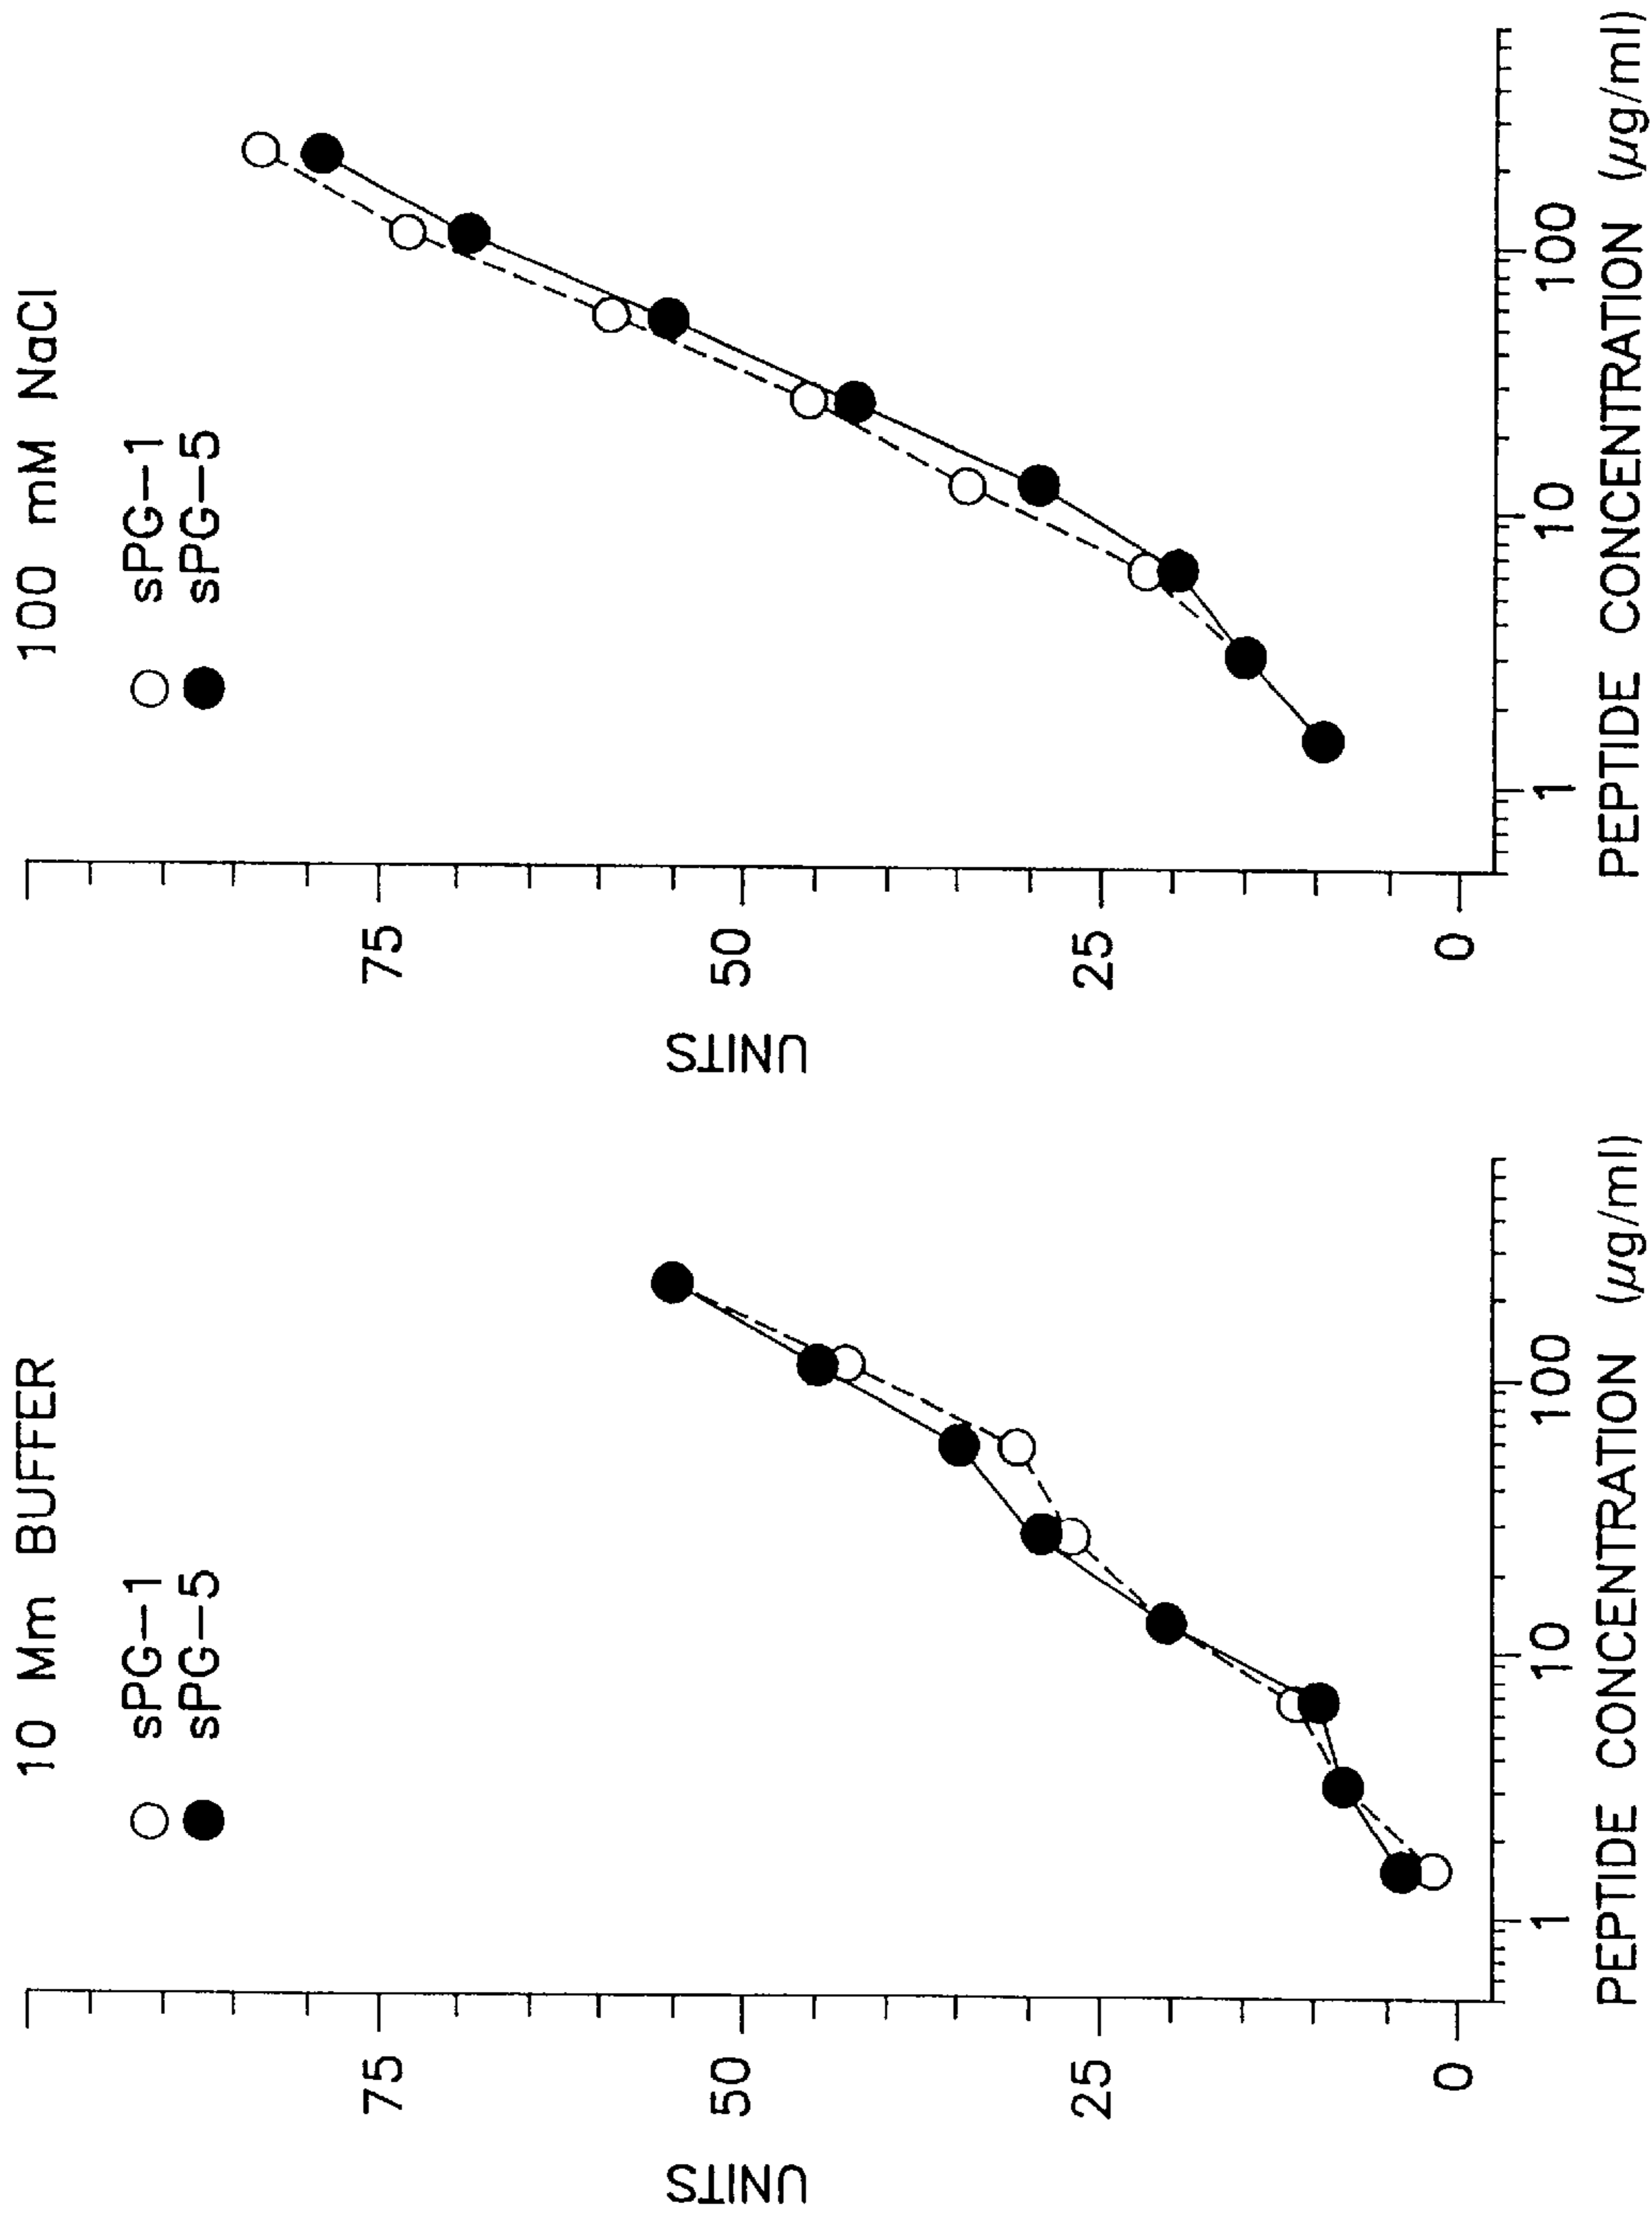 10 Mm BUFFER
sPG-1
sPG-5
UNITS
75
50
25
0
1
10
100
PEPTIDE CONCENTRATION (μg/ml)
100 mM NaCl
sPG-1
sPG-5
UNITS
75
50
25
0
1
10
100
PEPTIDE CONCENTRATION (μg/ml)